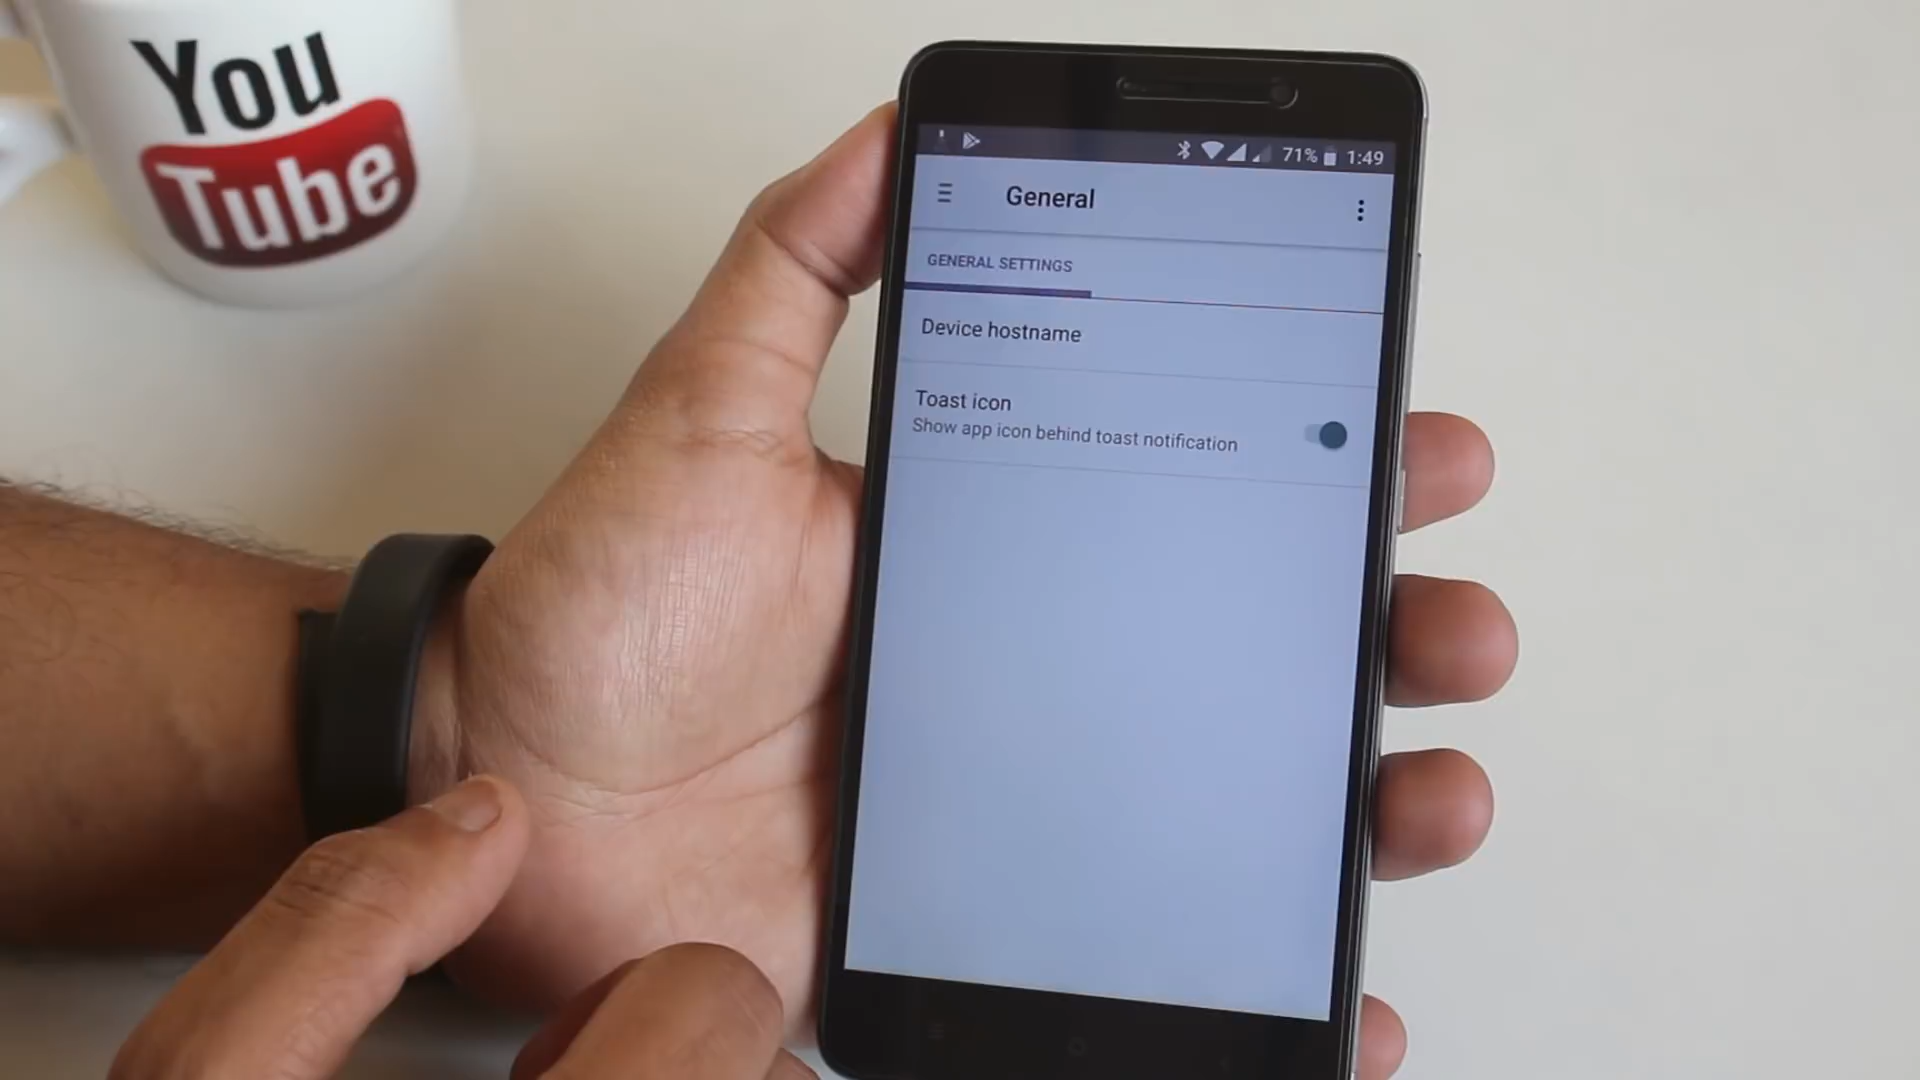 You
Tube
71% 1:49
General
GENERAL SETTINGS
Device hostname
Toast icon
Show app icon behind toast notification